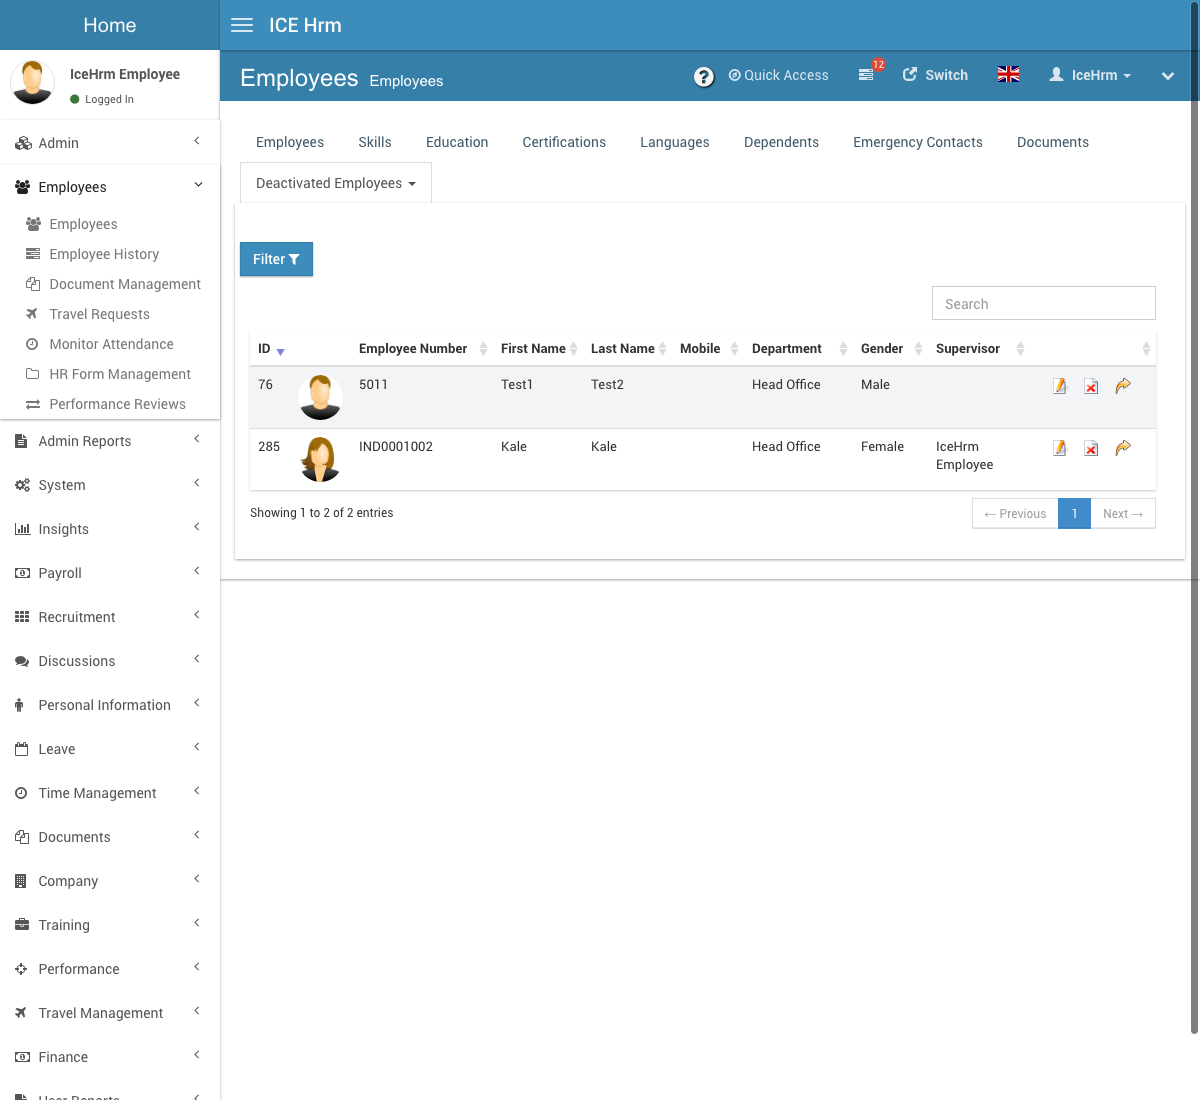 Home
ICE Hrm
IceHrm Employee
Logged In
Employees Employees
Quick Access
12
Switch
IceHrm
Admin
Employees
Employees
Employee History
Document Management
Travel Requests
Monitor Attendance
HR Form Management
Performance Reviews
Admin Reports
System
Insights
Payroll
Recruitment
Discussions
Personal Information
Leave
Time Management
Documents
Company
Training
Performance
Travel Management
Finance
User Reports
Employees Skills Education Certifications Languages Dependents Emergency Contacts Documents
Deactivated Employees
Filter
Search
ID Employee Number First Name Last Name Mobile Department Gender Supervisor
76 5011 Test1 Test2 Head Office Male
285 IND0001002 Kale Kale Head Office Female IceHrm
Employee
Showing 1 to 2 of 2 entries
← Previous 1 Next →